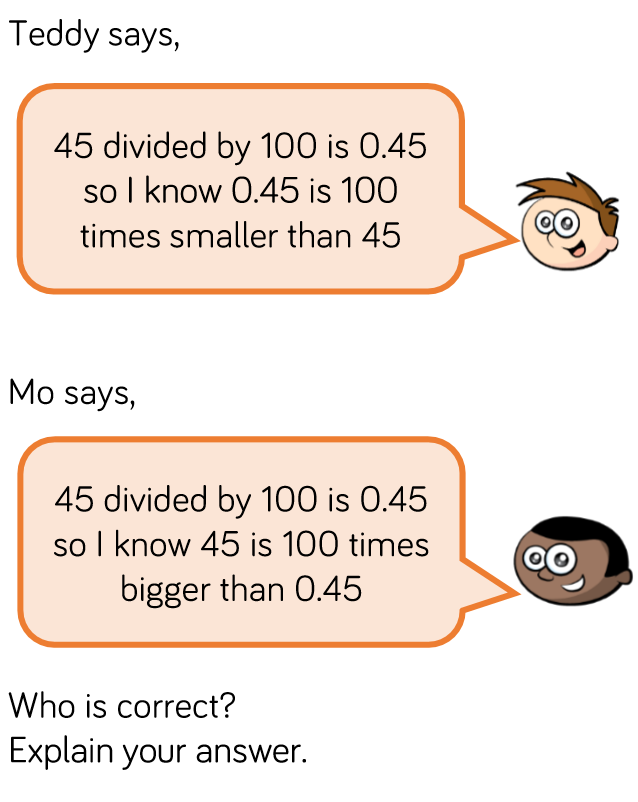 Teddy says,
45 divided by 100 is 0.45
so I know 0.45 is 100
times smaller than 45
Mo says,
45 divided by 100 is 0.45
so I know 45 is 100 times
bigger than 0.45
Who is correct?
Explain your answer.